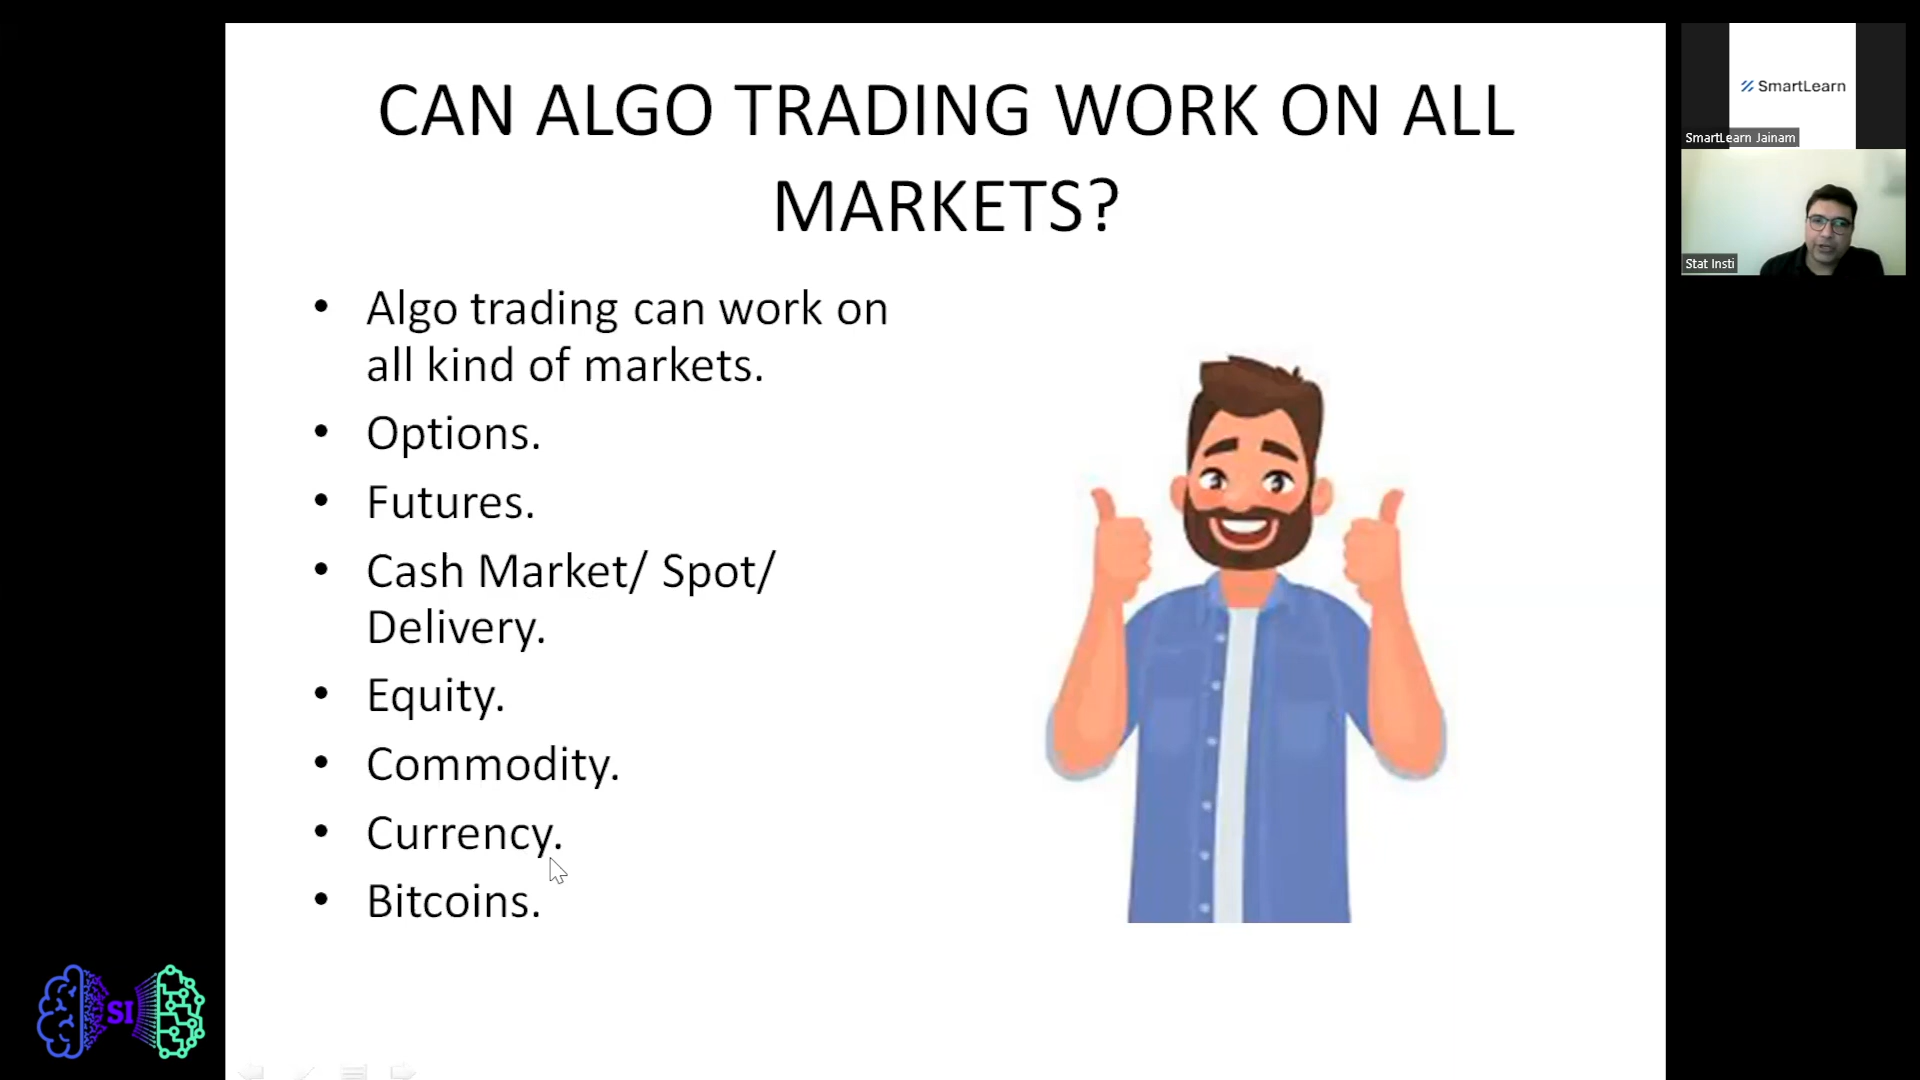 CAN ALGO TRADING WORK ON ALL
MARKETS?
• Algo trading can work on
all kind of markets.
• Options.
• Futures.
• Cash Market/ Spot/
Delivery.
• Equity.
• Commodity.
• Currency.
• Bitcoins.
SI
SmartLearn
SmartLearn Jainam
Stat Insti